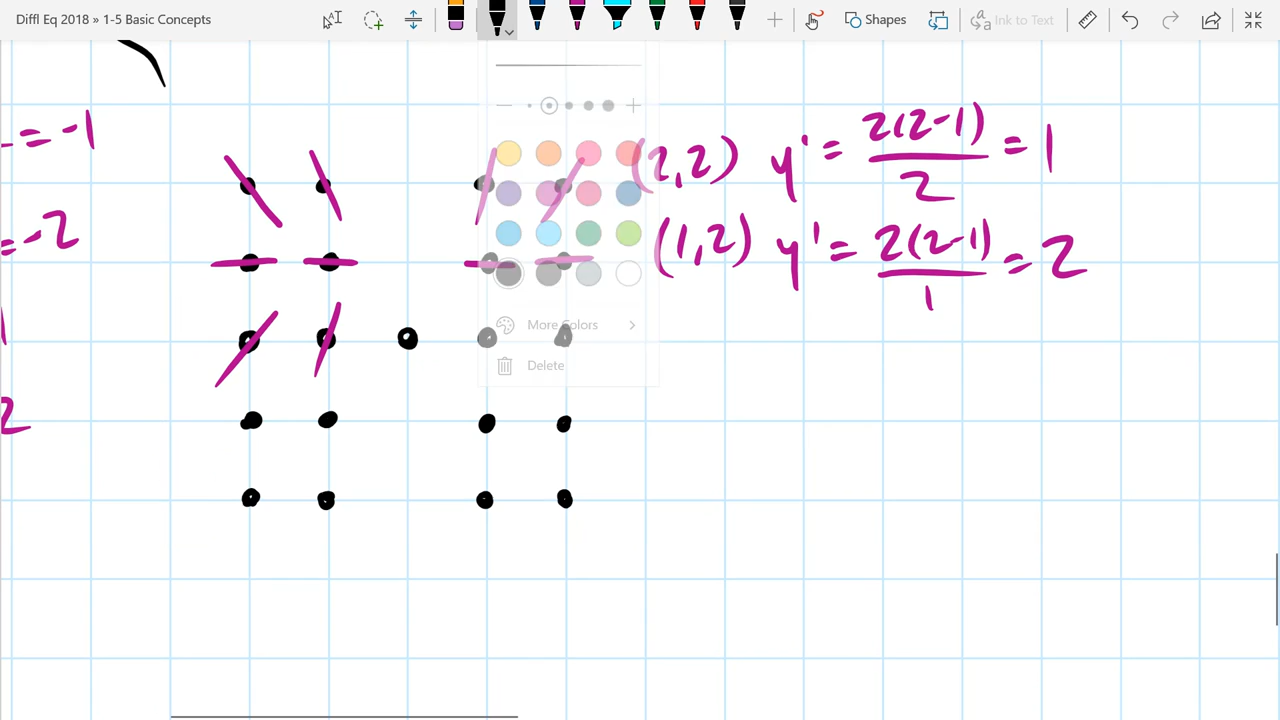 Diffl Eq 2018 » 1-5 Basic Concepts
Shapes
Ink to Text
= -1
(2,2) y' = 2(2-1)/2 = 1
= -2
(1,2) y' = 2(2-1)/1 = 2
More Colors
Delete
2